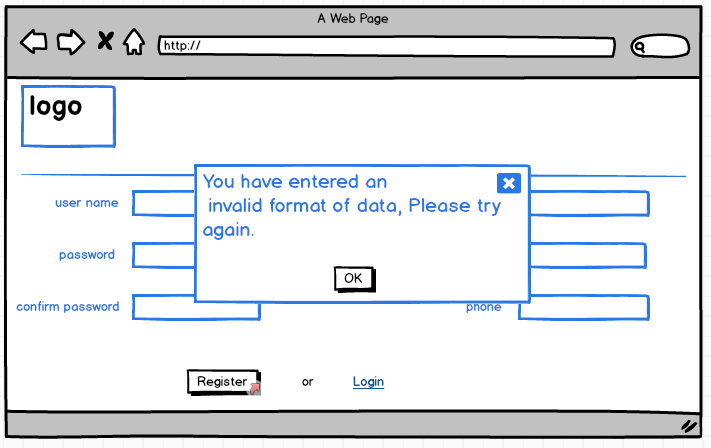 A Web Page
http://
logo
You have entered an
invalid format of data, Please try
again.
user name
password
OK
confirm password
phone
Register
or
Login